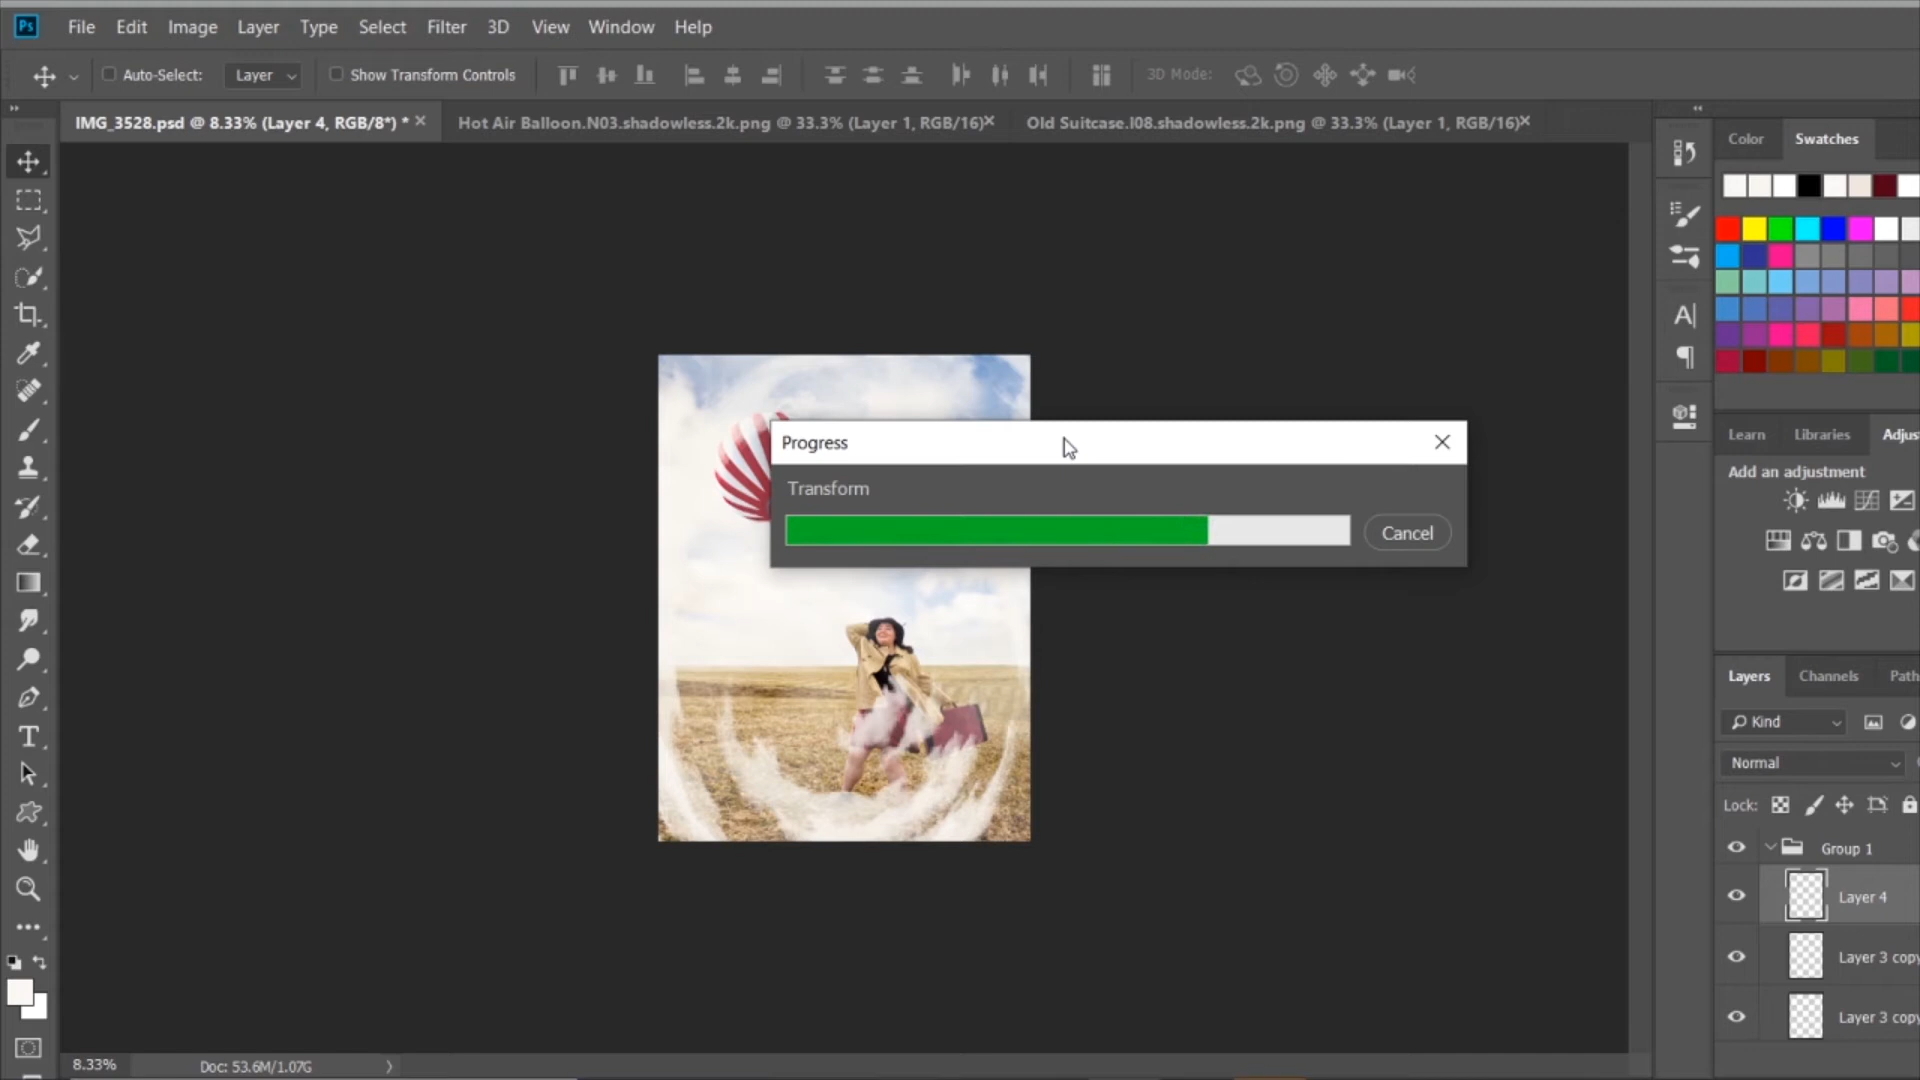 Ps File Edit Image Layer Type Select Filter 3D View Window Help
Auto-Select: Layer Show Transform Controls 3D Mode:
IMG_3528.psd @ 8.33% (Layer 4, RGB/8*) * Hot Air Balloon.N03.shadowless.2k.png @ 33.3% (Layer 1, RGB/16) Old Suitcase.I08.shadowless.2k.png @ 33.3% (Layer 1, RGB/16)
Color Swatches
Progress
Transform
Cancel
Learn Libraries Adjus
Add an adjustment
Layers Channels Path
Kind
Normal
Lock:
Group 1
Layer 4
Layer 3 copy
Layer 3 copy
8.33% Doc: 53.6M/1.07G